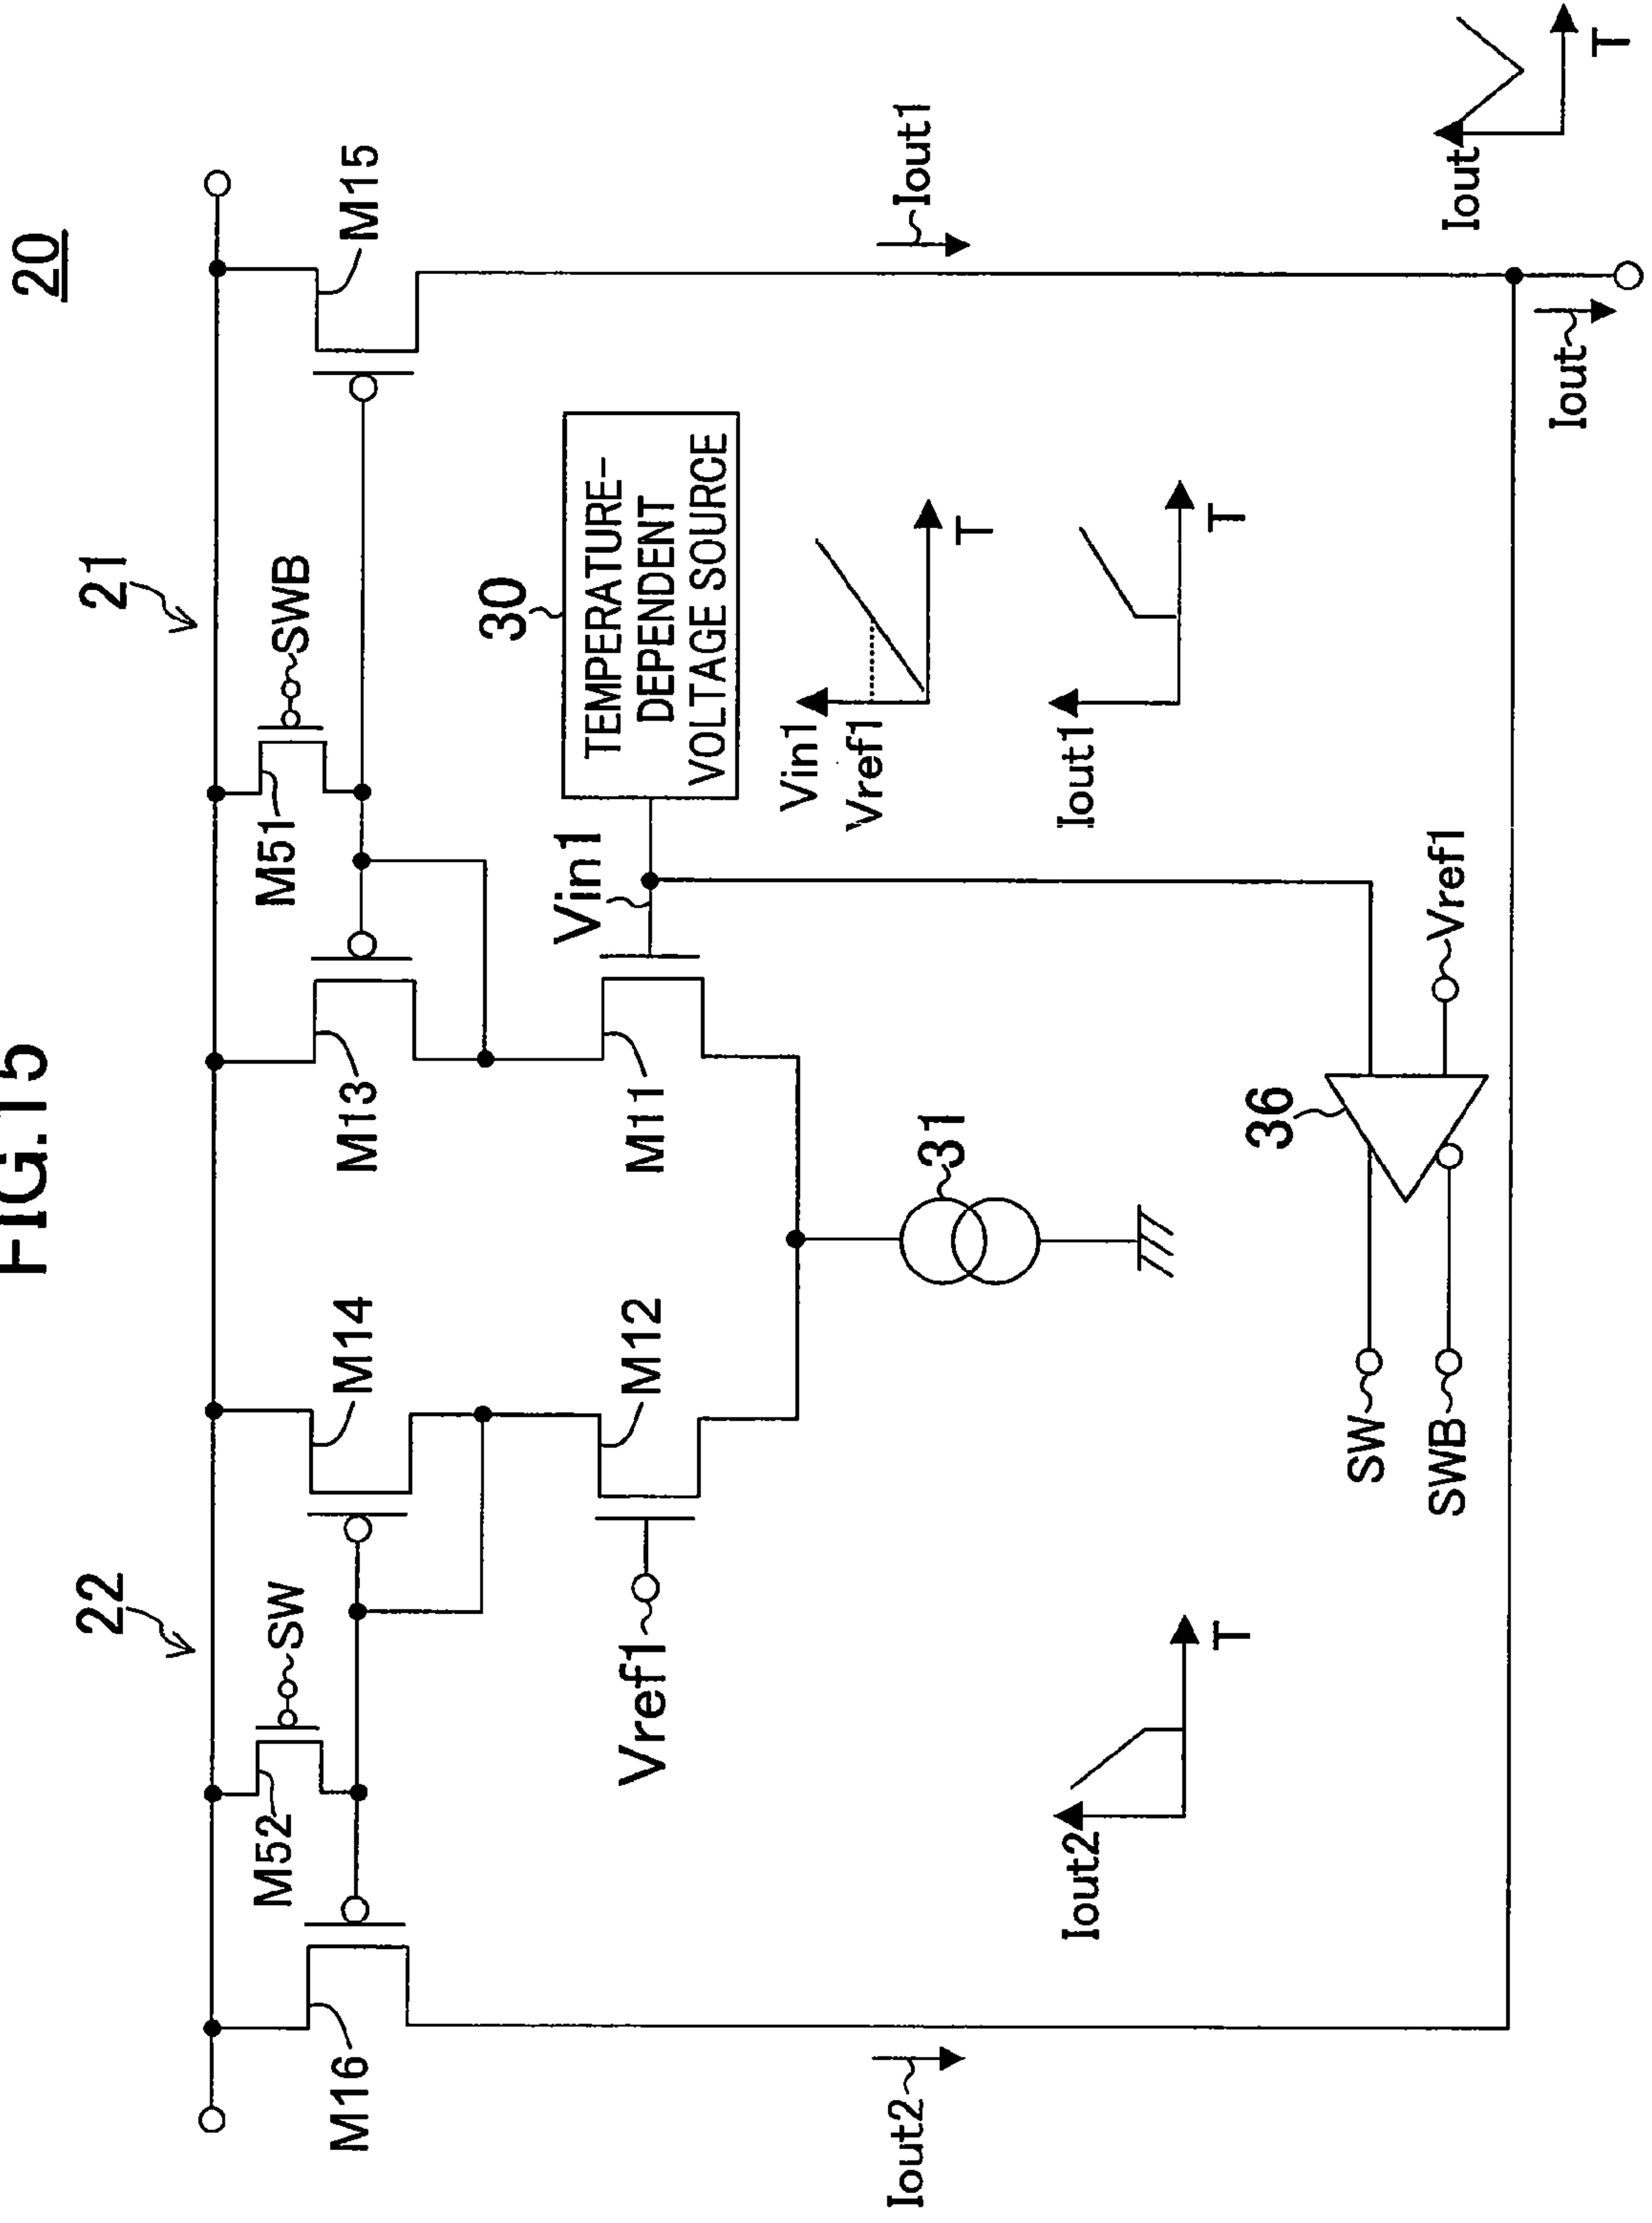 FIG.15
20
22
21
M52
SW
M51
SWB
M16
M14
M13
M15
30
TEMPERATURE-
DEPENDENT
VOLTAGE SOURCE
Vref1
M12
M11
Vin1
Vin1
Vref1
T
31
Iout2
Iout1
Iout2
T
Iout1
T
36
SW
SWB
Vref1
Iout
T
Iout